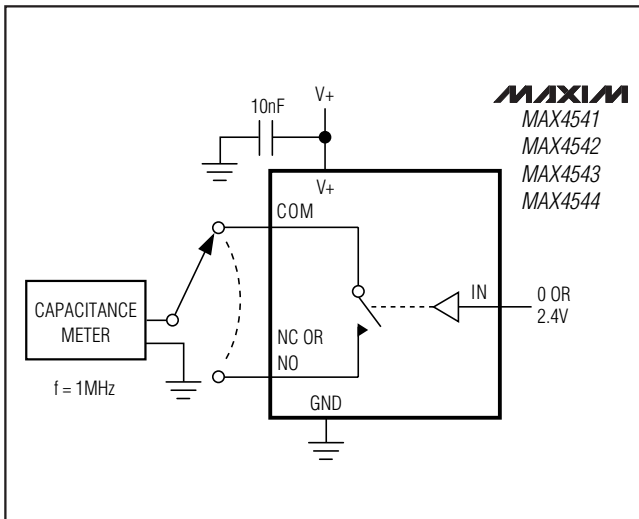 MAXIM
MAX4541
MAX4542
MAX4543
MAX4544
V+
10nF
V+
COM
IN
0 OR
2.4V
CAPACITANCE
METER
NC OR
NO
f = 1MHz
GND